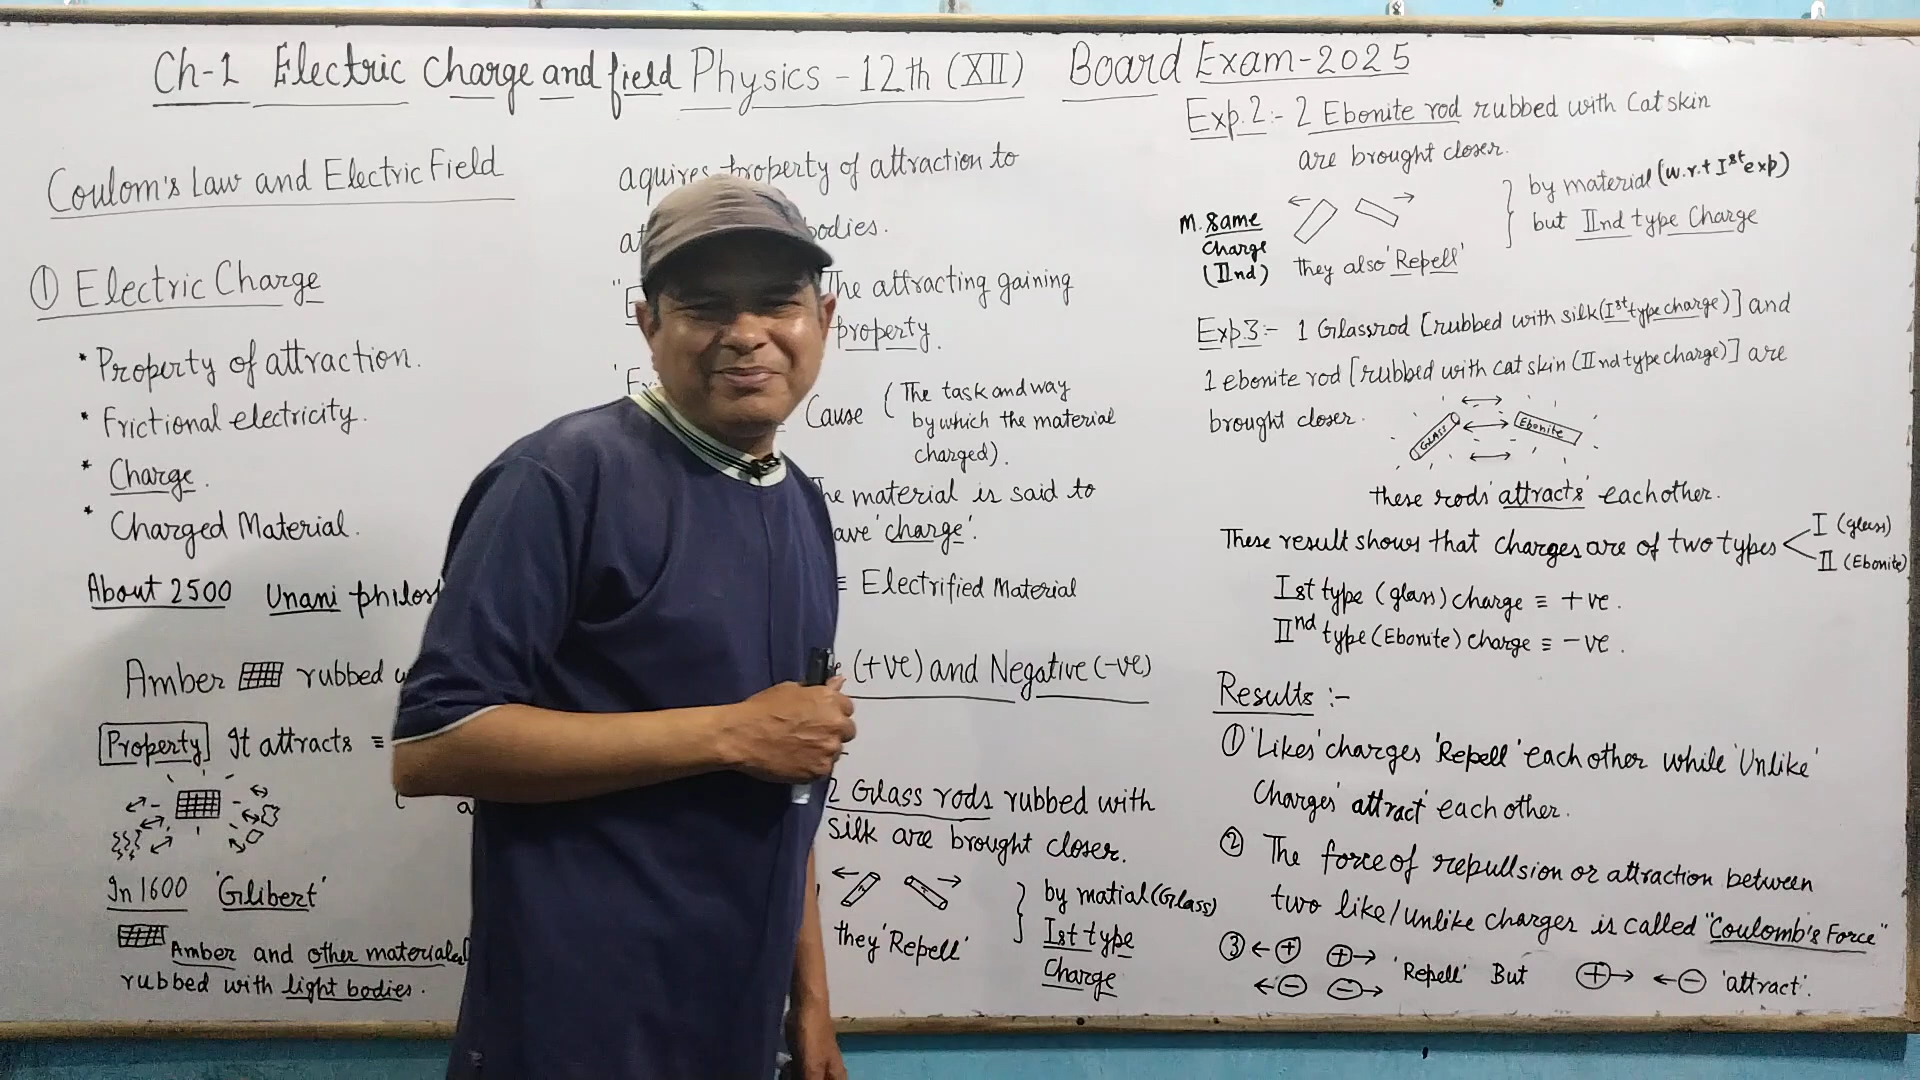 Ch-1 Electric Charge and field Physics - 12th (XII) Board Exam-2025
Coulom's Law and Electric Field
① Electric Charge
* Property of attraction.
* Frictional electricity.
* Charge.
* Charged Material.
About 2500 Unani
Amber rubbed
Property It attracts ≡
In 1600 'Gilibert'
Amber and other materials
rubbed with light bodies.
aquires property of attraction to
bodies.
The attracting gaining
property.
Cause (The task and way
by which the material
charged).
material is said to
'charge'.
≡ Electrified Material
(+ve) and Negative (-ve)
2 Glass rods rubbed with
silk are brought closer.
they 'Repell'
} by matial (Glass)
Ist type
Charge
Exp.2:- 2 Ebonite rod rubbed with Cat skin
are brought closer.
M. Same
Charge
(IInd)
they also 'Repell'
} by material (w.r.t Ist exp)
but IInd type Charge
Exp3:- 1 Glassrod [rubbed with silk (Ist type charge)] and
1 ebonite rod [rubbed with cat skin (IInd type charge)] are
brought closer.
GLASS Ebonite
these rods 'attracts' eachother.
These result shows that charges are of two types
I (glass)
II (Ebonite)
Ist type (glass) charge ≡ +ve.
IInd type (Ebonite) charge ≡ -ve.
Results :-
① 'Likes' charges 'Repell' each other while 'Unlike'
Charges 'attract' each other.
② The force of repullsion or attraction between
two like/unlike charger is called "Coulomb's Force"
③ ←⊕ ⊕→ 'Repell' But ⊕→ ←⊖ 'attract'.
←⊖ ⊖→